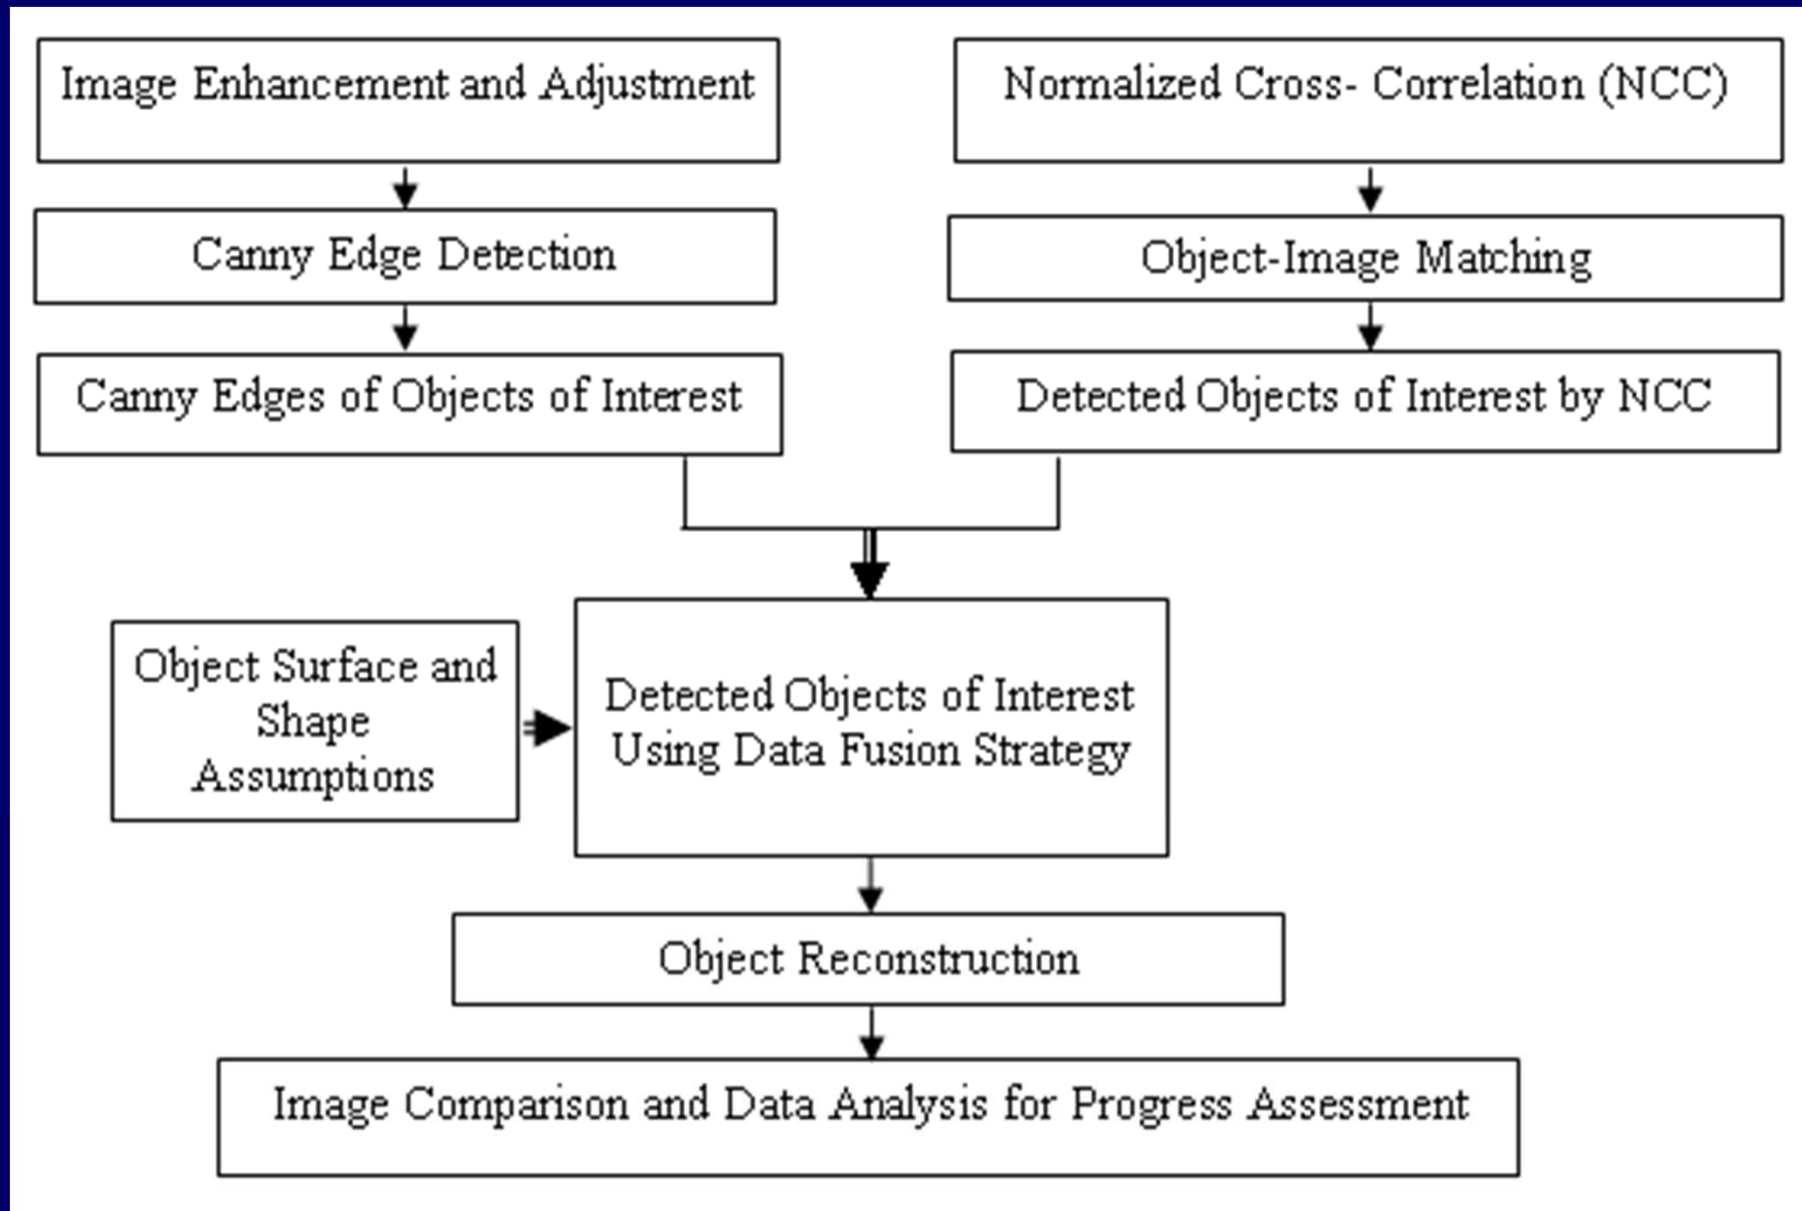 Image Enhancement and Adjustment
Canny Edge Detection
Canny Edges of Objects of Interest
Normalized Cross- Correlation (NCC)
Object-Image Matching
Detected Objects of Interest by NCC
Object Surface and
Shape
Assumptions
Detected Objects of Interest
Using Data Fusion Strategy
Object Reconstruction
Image Comparison and Data Analysis for Progress Assessment